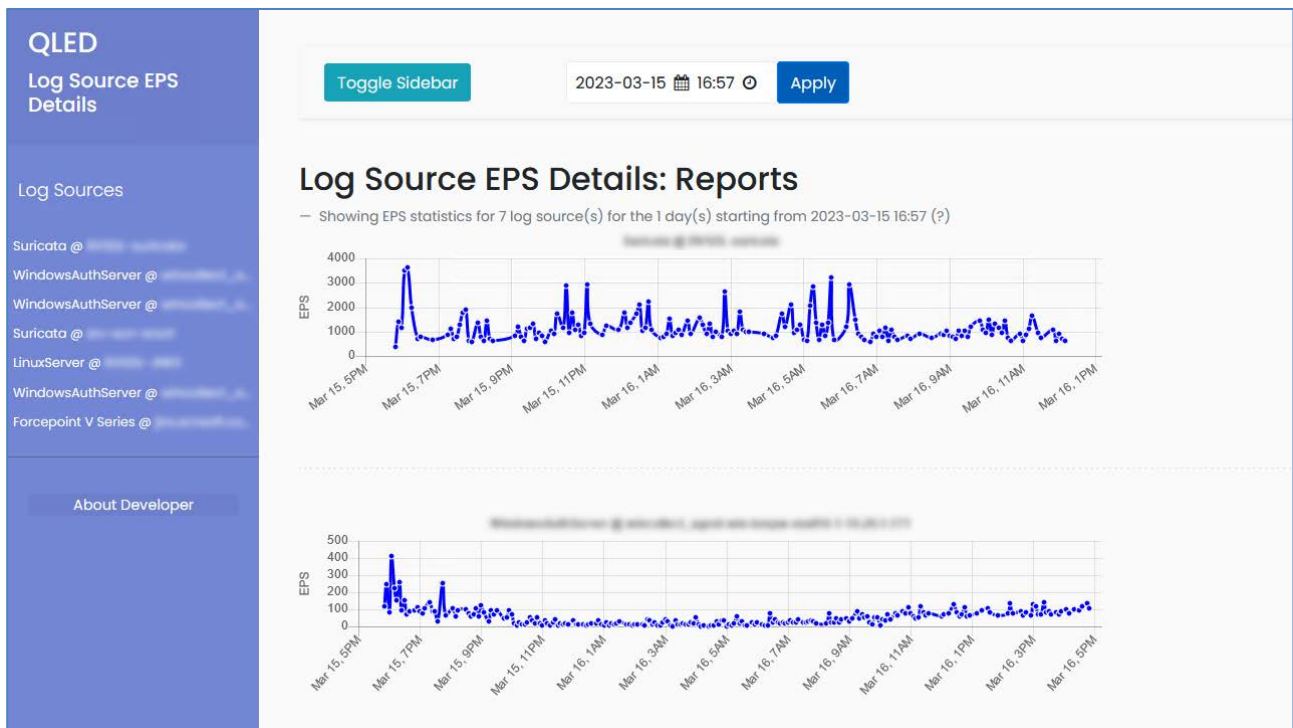 QLED
Log Source EPS
Details
Log Sources
Suricata @
WindowsAuthServer @
WindowsAuthServer @
Suricata @
LinuxServer @
WindowsAuthServer @
Forcepoint V Series @
About Developer
Toggle Sidebar
2023-03-15 16:57
Apply
Log Source EPS Details: Reports
— Showing EPS statistics for 7 log source(s) for the 1 day(s) starting from 2023-03-15 16:57 (?)
EPS
4000
3000
2000
1000
0
Mar 15, 5PM
Mar 15, 7PM
Mar 15, 9PM
Mar 15, 11PM
Mar 16, 1AM
Mar 16, 3AM
Mar 16, 5AM
Mar 16, 7AM
Mar 16, 9AM
Mar 16, 11AM
Mar 16, 1PM
EPS
500
400
300
200
100
0
Mar 15, 5PM
Mar 15, 7PM
Mar 15, 9PM
Mar 15, 11PM
Mar 16, 1AM
Mar 16, 3AM
Mar 16, 5AM
Mar 16, 7AM
Mar 16, 9AM
Mar 16, 11AM
Mar 16, 1PM
Mar 16, 3PM
Mar 16, 5PM